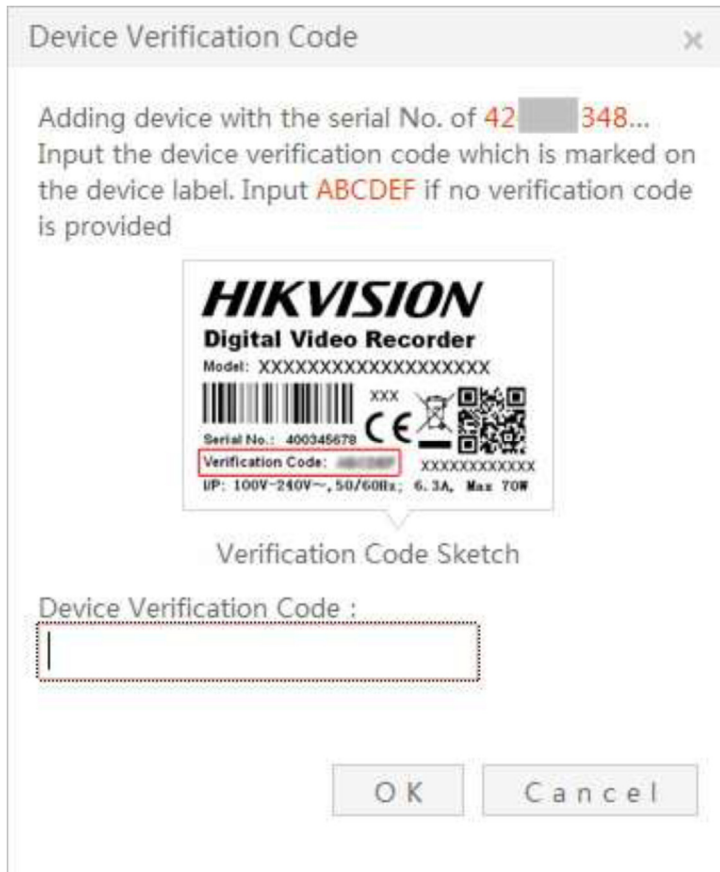 Device Verification Code
Adding device with the serial No. of 42 348...
Input the device verification code which is marked on
the device label. Input ABCDEF if no verification code
is provided
HIKVISION
Digital Video Recorder
Model: XXXXXXXXXXXXXXXXXXX
XXX
CE
Serial No.: 400345678
Verification Code:
XXXXXXXXXXXX
I/P: 100V-240V~, 50/60Hz; 6.3A, Max 70W
Verification Code Sketch
Device Verification Code :
OK
Cancel